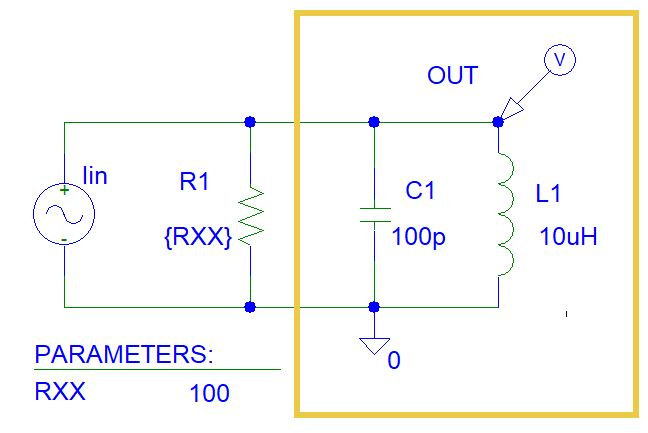 OUT
V
Iin
+
-
R1
{RXX}
C1
100p
L1
10uH
0
PARAMETERS:
RXX 100